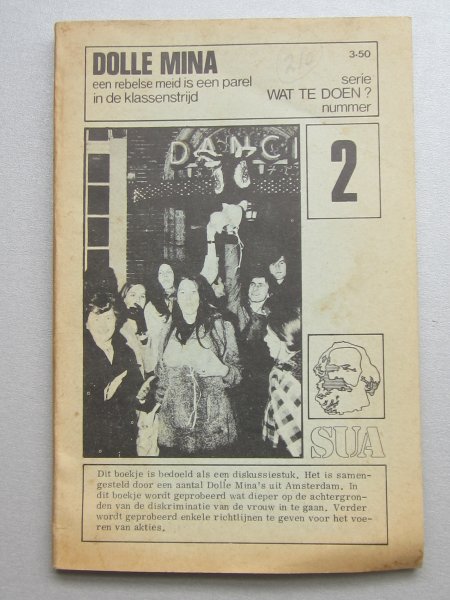 DOLLE MINA
een rebelse meid is een parel
in de klassenstrijd
210
3.50
serie
WAT TE DOEN?
nummer
2
DANCI
SUA
Dit boekje is bedoeld als een diskussiestuk. Het is samen-
gesteld door een aantal Dolle Mina's uit Amsterdam. In
dit boekje wordt geprobeerd wat dieper op de achtergron-
den van de diskriminatie van de vrouw in te gaan. Verder
wordt geprobeerd enkele richtlijnen te geven voor het voe-
ren van akties.